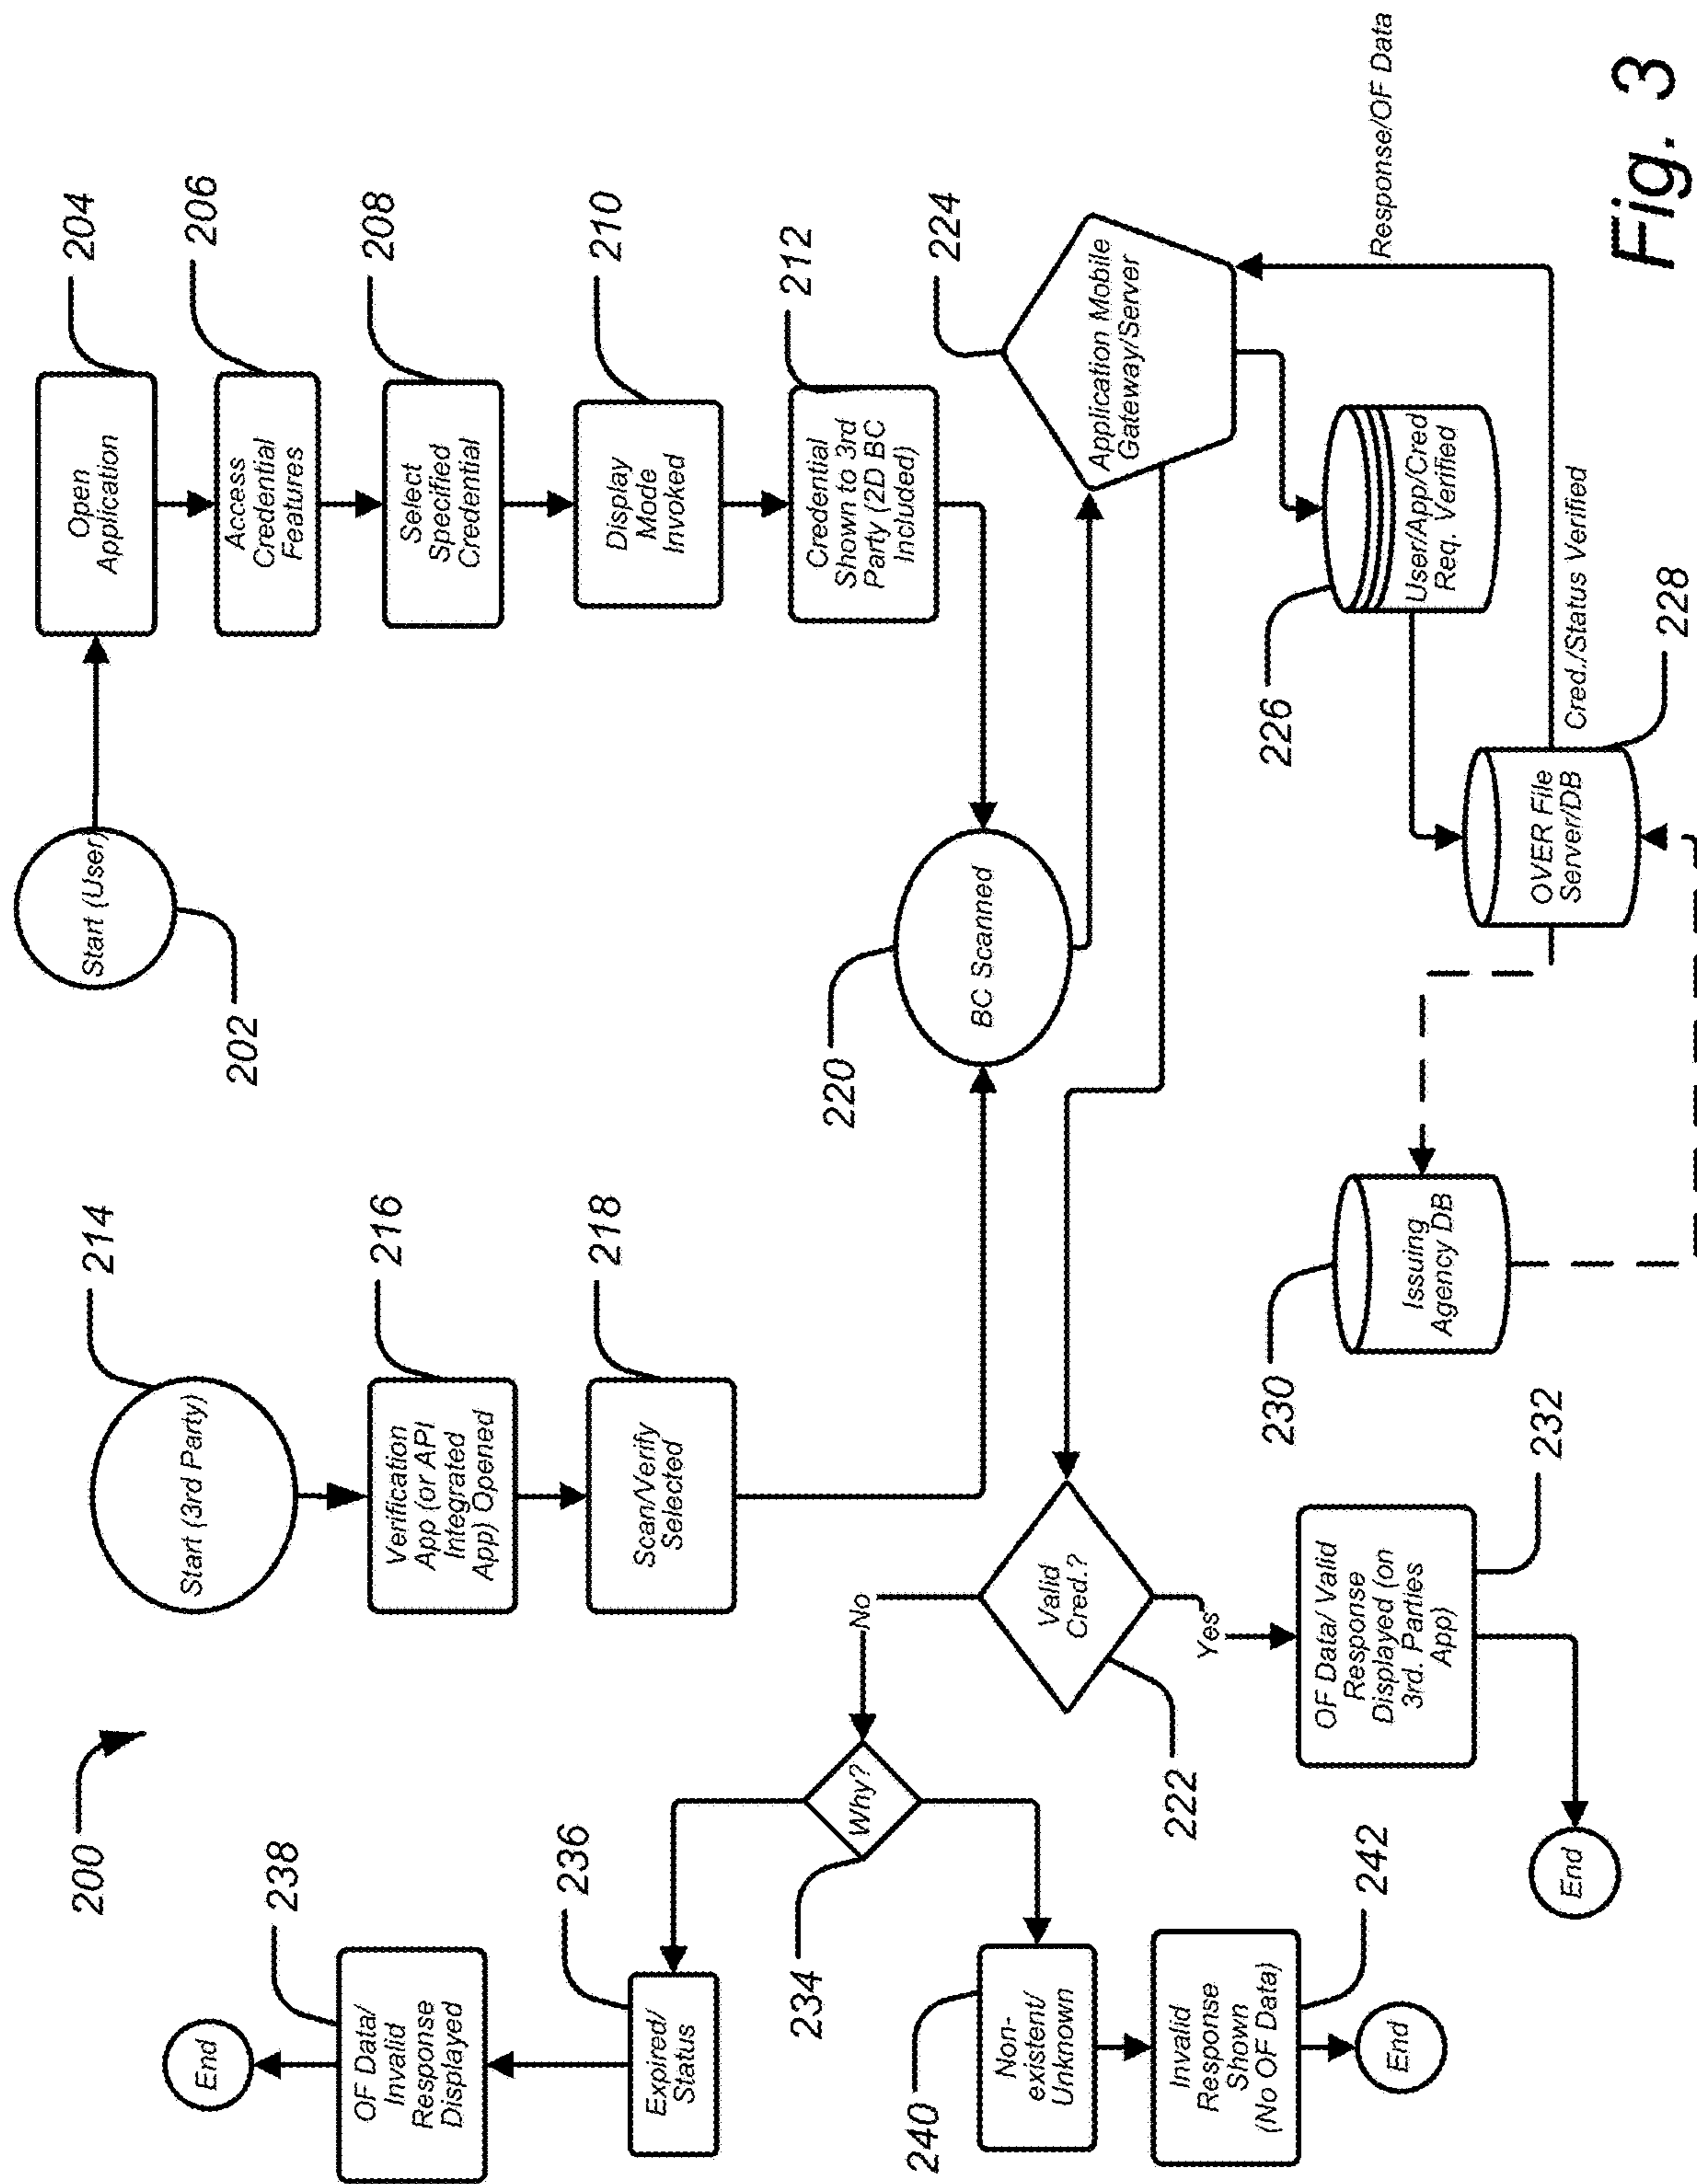 200
214
Start (3rd Party)
216
Verification
App (or API
Integrated
App) Opened
218
Scan/Verify
Selected
202
Start (User)
204
Open
Application
206
Access
Credential
Features
208
Select
Specified
Credential
210
Display
Mode
Invoked
212
Credential
Shown to 3rd
Party (2D BC
Included)
220
BC Scanned
224
Application Mobile
Gateway/Server
Response/OF Data
226
User/App/Cred
Req. Verified
Cred./Status Verified
228
OVER File
Server/DB
230
Issuing
Agency DB
222
Valid
Cred.?
Yes
No
232
OF Data/ Valid
Response
Displayed (on
3rd. Parties
App)
End
234
Why?
236
Expired/
Status
238
OF Data/
Invalid
Response
Displayed
End
240
Non-
existent/
Unknown
242
Invalid
Response
Shown
(No OF Data)
End
Fig. 3